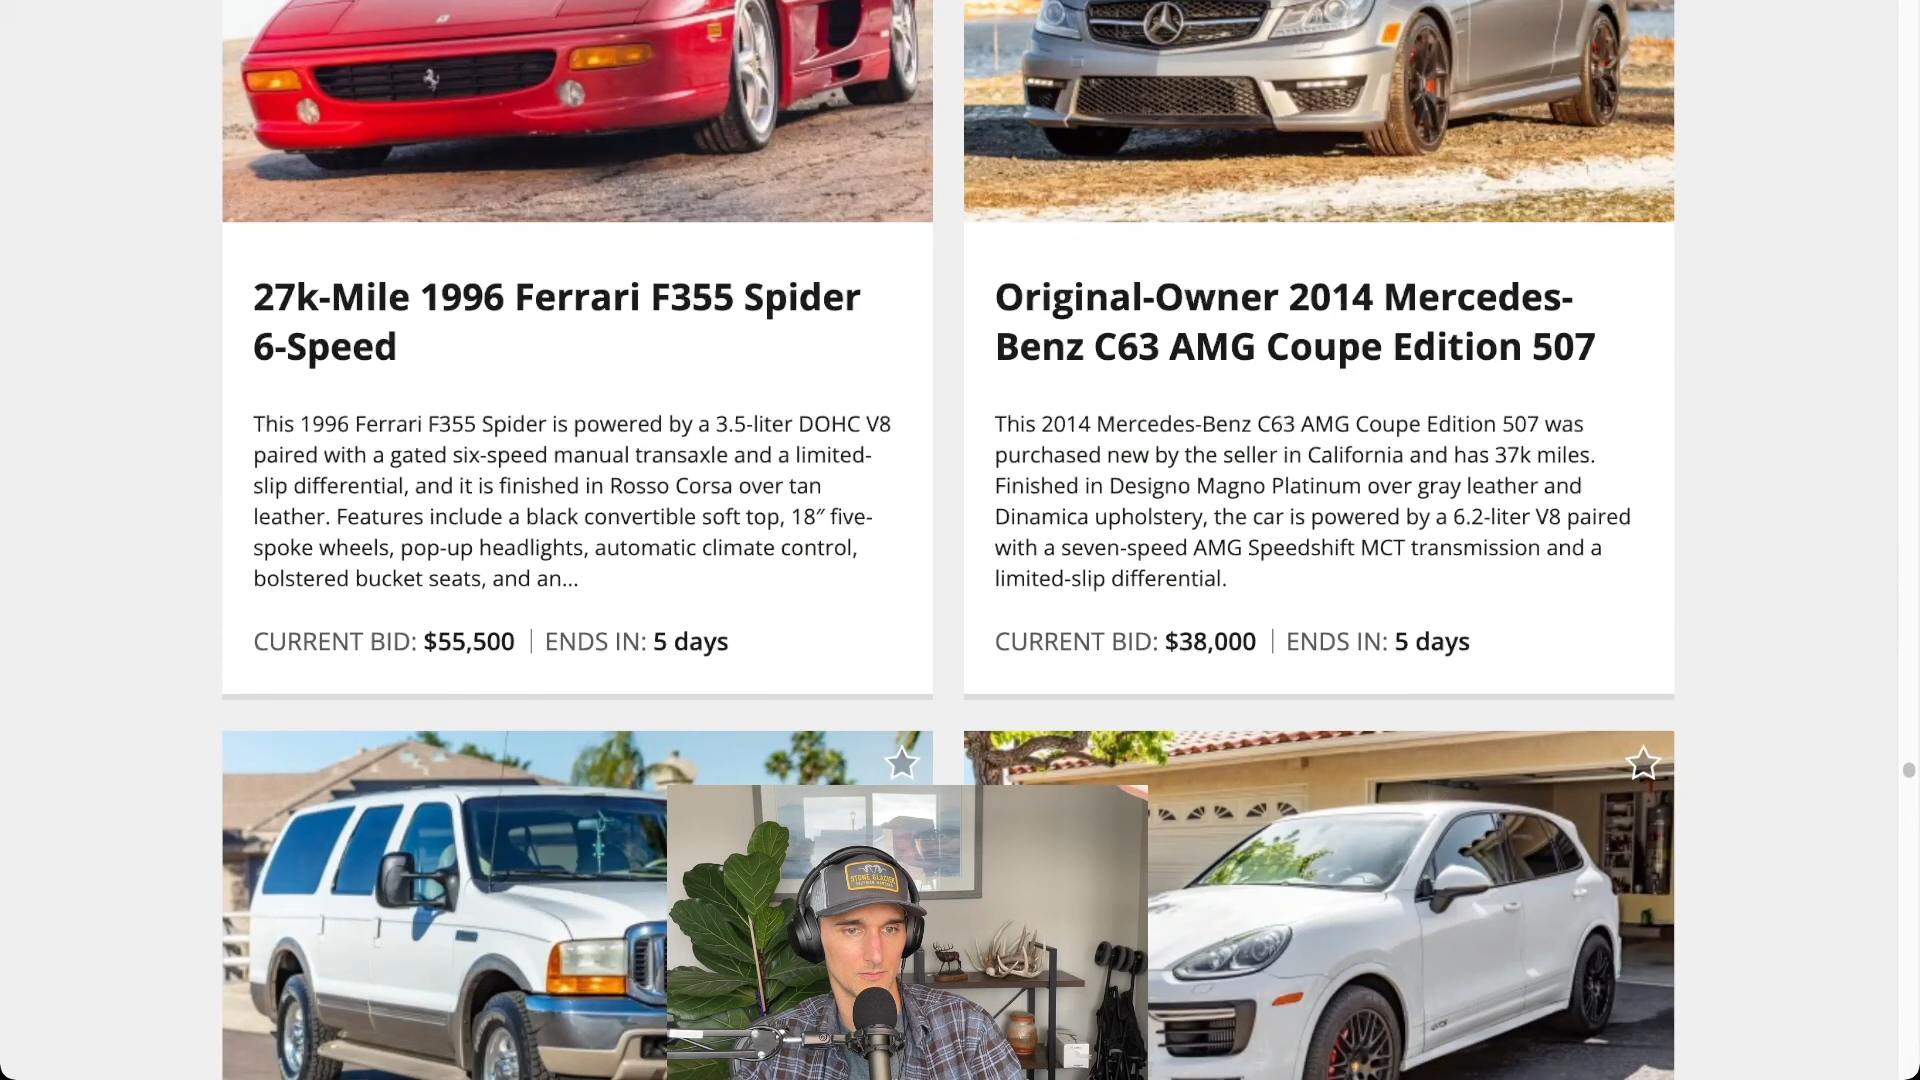 27k-Mile 1996 Ferrari F355 Spider
6-Speed
This 1996 Ferrari F355 Spider is powered by a 3.5-liter DOHC V8
paired with a gated six-speed manual transaxle and a limited-
slip differential, and it is finished in Rosso Corsa over tan
leather. Features include a black convertible soft top, 18″ five-
spoke wheels, pop-up headlights, automatic climate control,
bolstered bucket seats, and an...
CURRENT BID: $55,500 | ENDS IN: 5 days
Original-Owner 2014 Mercedes-
Benz C63 AMG Coupe Edition 507
This 2014 Mercedes-Benz C63 AMG Coupe Edition 507 was
purchased new by the seller in California and has 37k miles.
Finished in Designo Magno Platinum over gray leather and
Dinamica upholstery, the car is powered by a 6.2-liter V8 paired
with a seven-speed AMG Speedshift MCT transmission and a
limited-slip differential.
CURRENT BID: $38,000 | ENDS IN: 5 days
STONE GLACIER